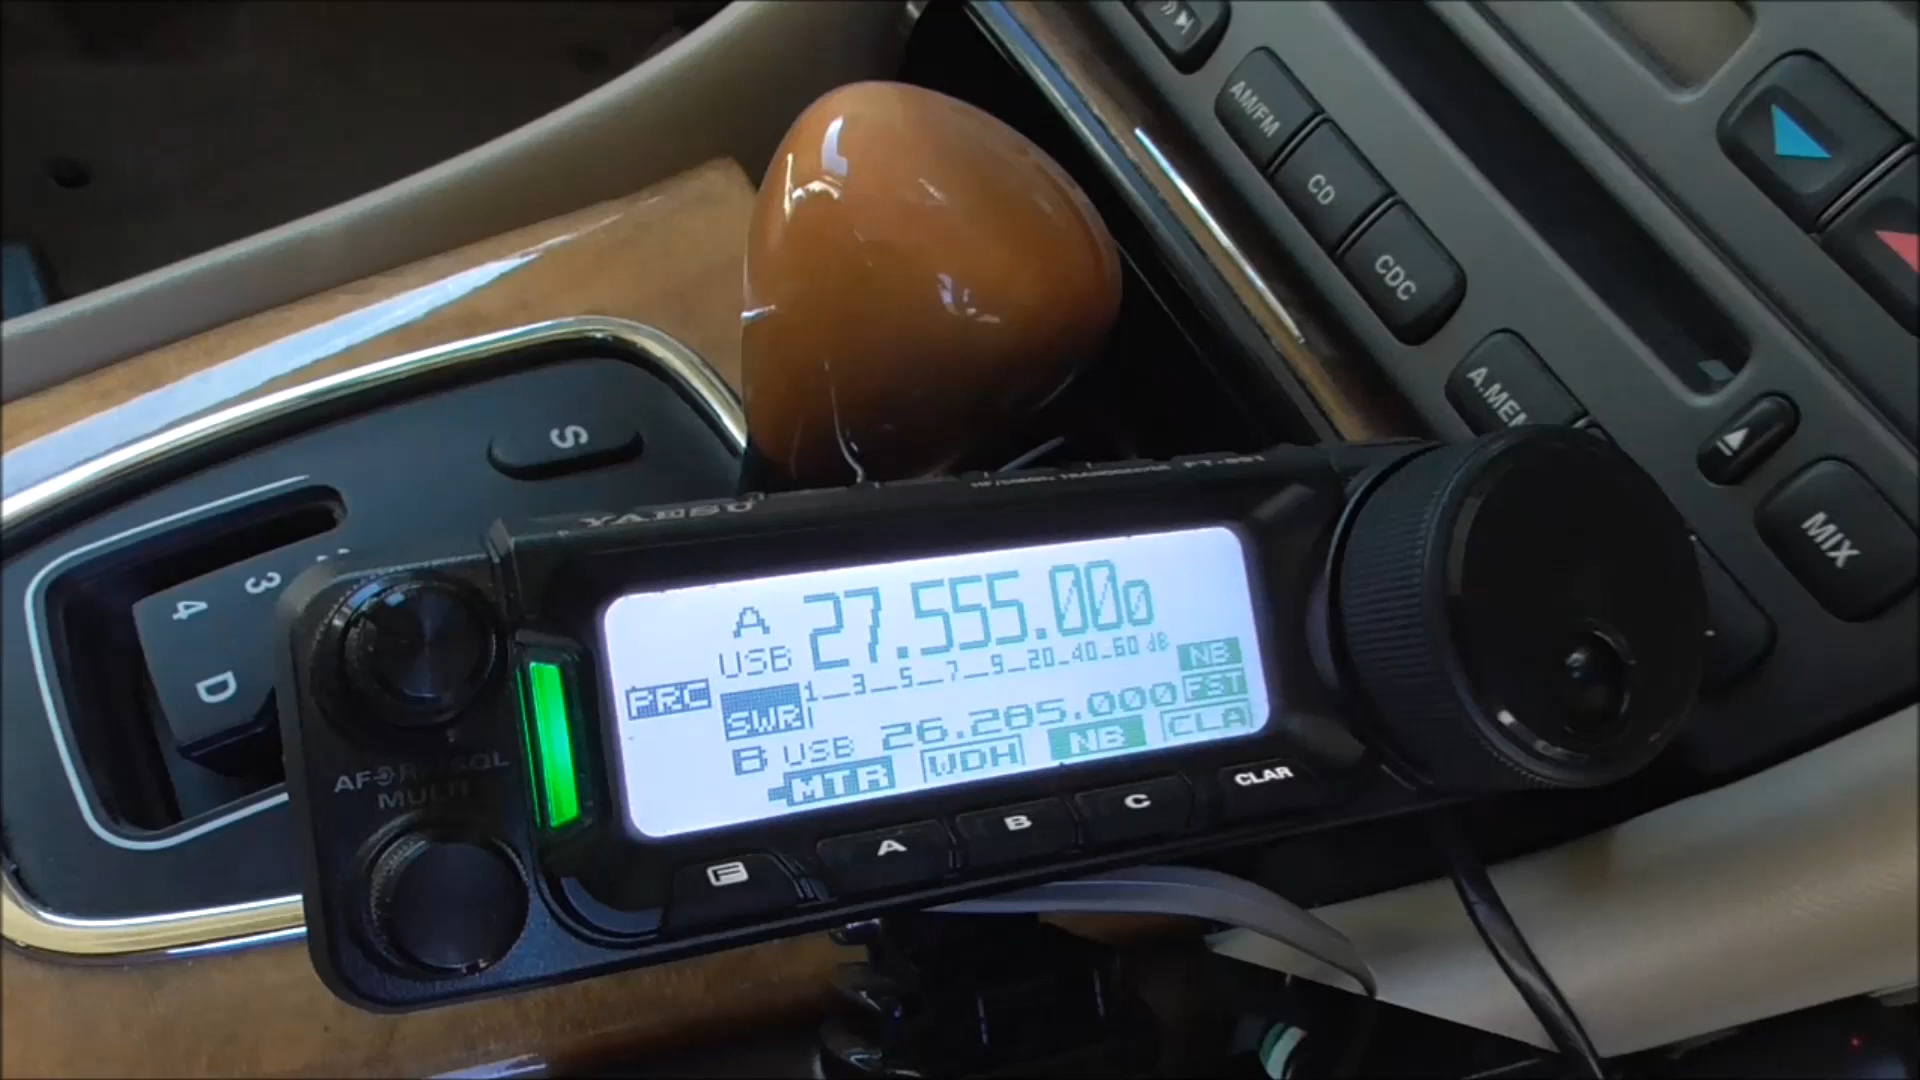 AM/FM
CD
CDC
A.MEM
MIX
S
3
4
D
YAESU
A 27.555.000
USB
1 3 5 7 9 20 40 60 dB
NB
PRC
SWR
FST
B USB 26.285.000
MTR WDH NB CLA
MULTI
F A B C CLAR